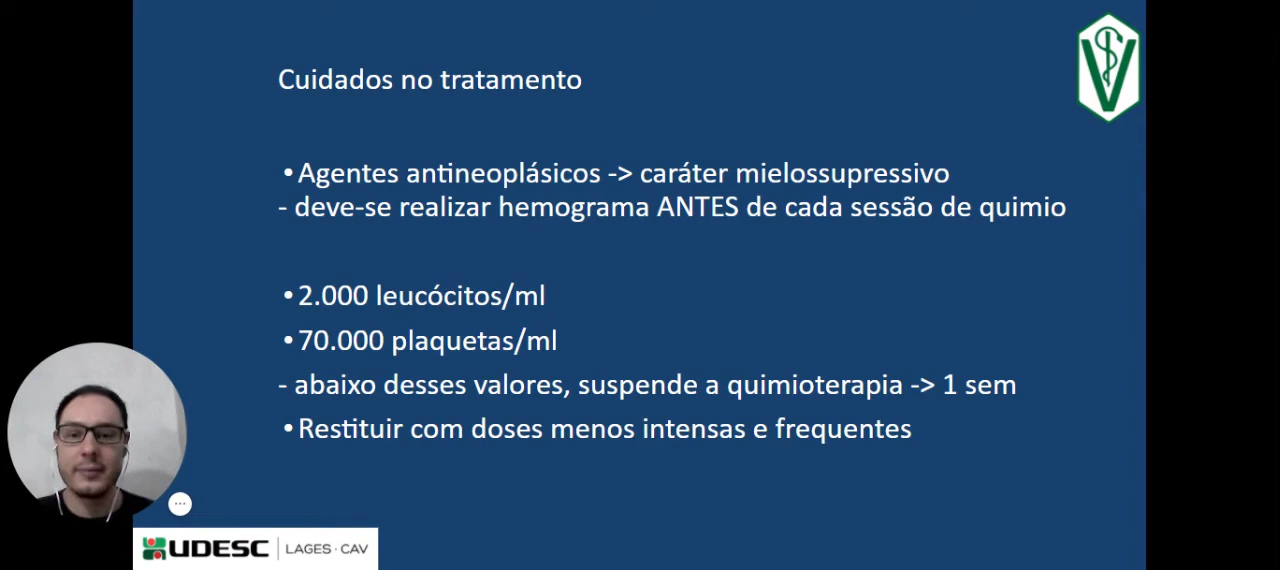 Cuidados no tratamento
•Agentes antineoplásicos -> caráter mielossupressivo
- deve-se realizar hemograma ANTES de cada sessão de quimio
•2.000 leucócitos/ml
•70.000 plaquetas/ml
- abaixo desses valores, suspende a quimioterapia -> 1 sem
•Restituir com doses menos intensas e frequentes
UDESC | LAGES · CAV